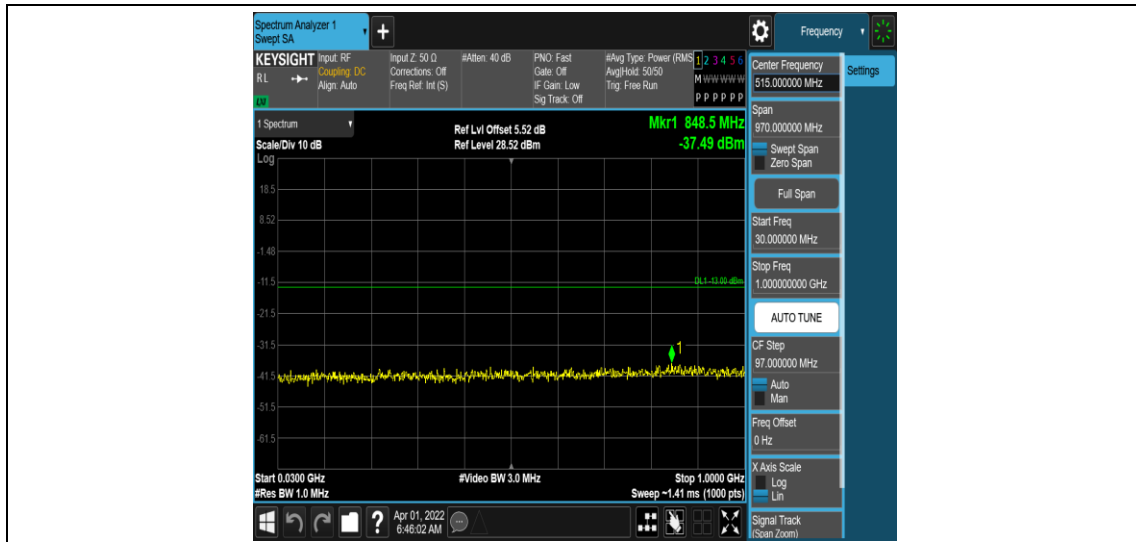 Spectrum Analyzer 1
Swept SA
+
Frequency
KEYSIGHT
RL
LXI
Input: RF
Coupling: DC
Align: Auto
Input Z: 50 Ω
Corrections: Off
Freq Ref: Int (S)
#Atten: 40 dB
PNO: Fast
Gate: Off
IF Gain: Low
Sig Track: Off
#Avg Type: Power (RMS
Avg|Hold: 50/50
Trig: Free Run
1 2 3 4 5 6
M W W W W W
P P P P P P
1 Spectrum
Scale/Div 10 dB
Ref Lvl Offset 5.52 dB
Ref Level 28.52 dBm
Mkr1 848.5 MHz
-37.49 dBm
Log
18.5
8.52
-1.48
-11.5
DL1 -13.00 dBm
-21.5
-31.5
1
-41.5
-51.5
-61.5
Start 0.0300 GHz
#Video BW 3.0 MHz
Stop 1.0000 GHz
#Res BW 1.0 MHz
Sweep ~1.41 ms (1000 pts)
?
Apr 01, 2022
6:46:02 AM
Center Frequency
515.000000 MHz
Settings
Span
970.000000 MHz
Swept Span
Zero Span
Full Span
Start Freq
30.000000 MHz
Stop Freq
1.000000000 GHz
AUTO TUNE
CF Step
97.000000 MHz
Auto
Man
Freq Offset
0 Hz
X Axis Scale
Log
Lin
Signal Track
(Span Zoom)